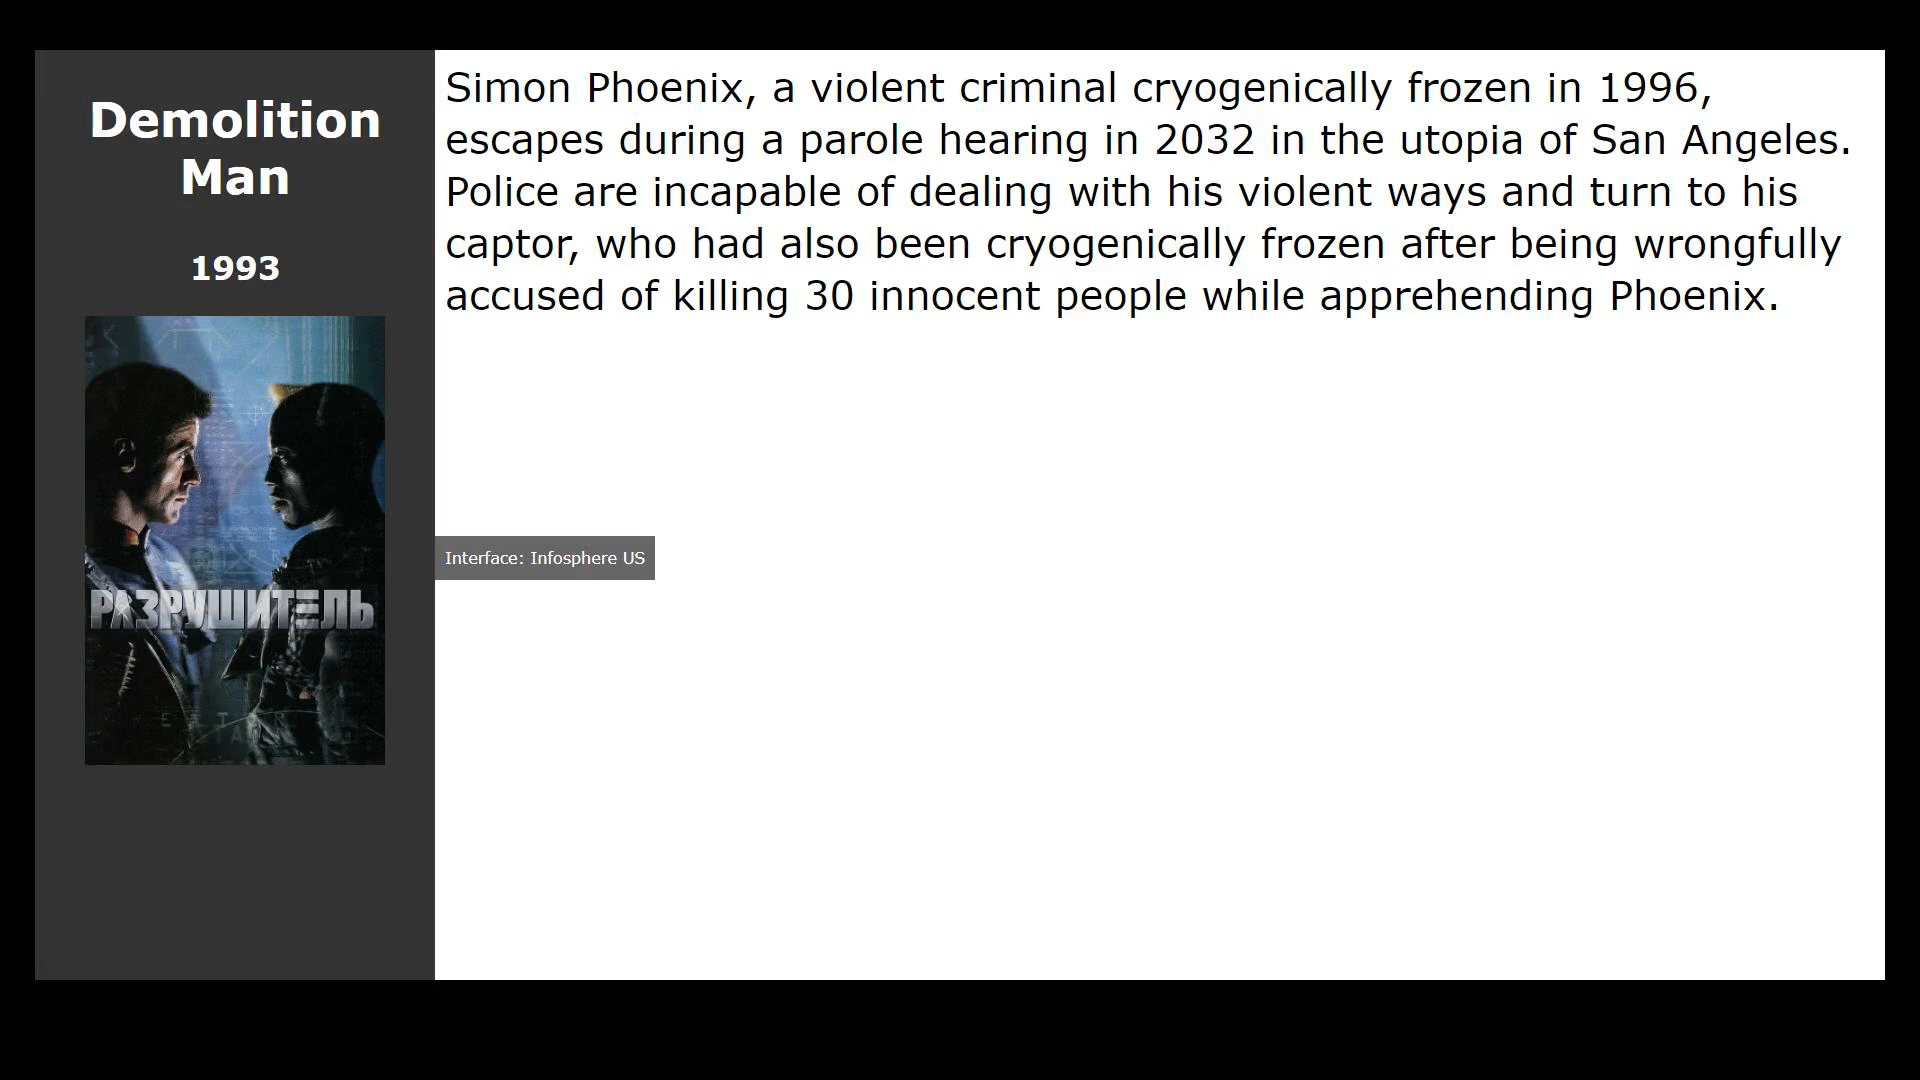 Demolition
Man
1993
РАЗРУШИТЕЛЬ
Simon Phoenix, a violent criminal cryogenically frozen in 1996,
escapes during a parole hearing in 2032 in the utopia of San Angeles.
Police are incapable of dealing with his violent ways and turn to his
captor, who had also been cryogenically frozen after being wrongfully
accused of killing 30 innocent people while apprehending Phoenix.
Interface: Infosphere US